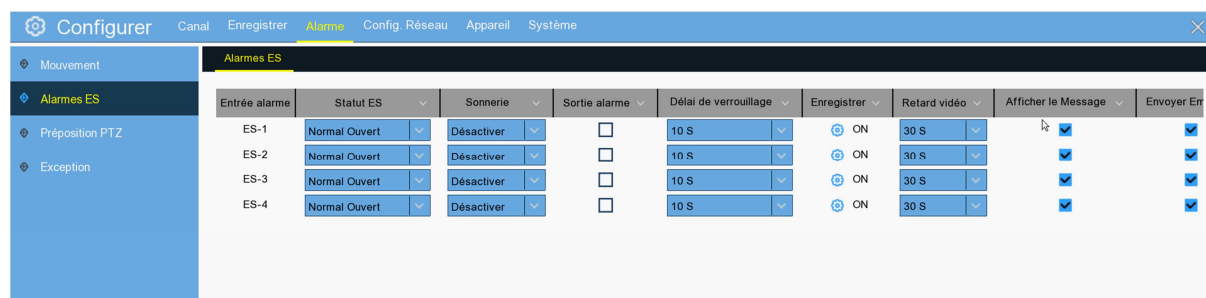 Configurer Canal Enregistrer Alarme Config. Réseau Appareil Système
Mouvement
Alarmes ES
Préposition PTZ
Exception
Alarmes ES
Entrée alarme Statut ES Sonnerie Sortie alarme Délai de verrouillage Enregistrer Retard vidéo Afficher le Message Envoyer
ES-1 Normal Ouvert Désactiver 10 S ON 30 S
ES-2 Normal Ouvert Désactiver 10 S ON 30 S
ES-3 Normal Ouvert Désactiver 10 S ON 30 S
ES-4 Normal Ouvert Désactiver 10 S ON 30 S